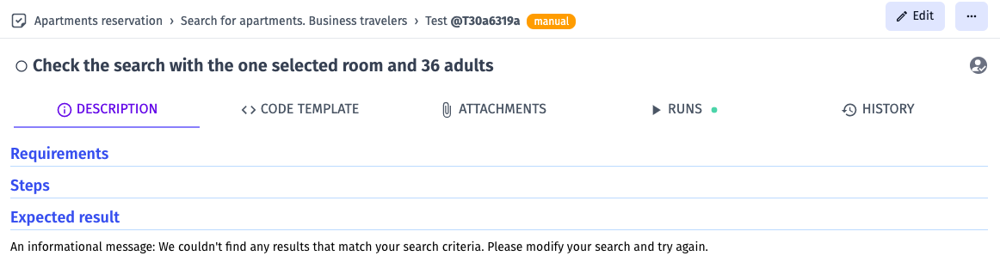 Apartments reservation › Search for apartments. Business travelers › Test @T30a6319a manual Edit ...
Check the search with the one selected room and 36 adults
DESCRIPTION CODE TEMPLATE ATTACHMENTS RUNS HISTORY
Requirements
Steps
Expected result
An informational message: We couldn't find any results that match your search criteria. Please modify your search and try again.